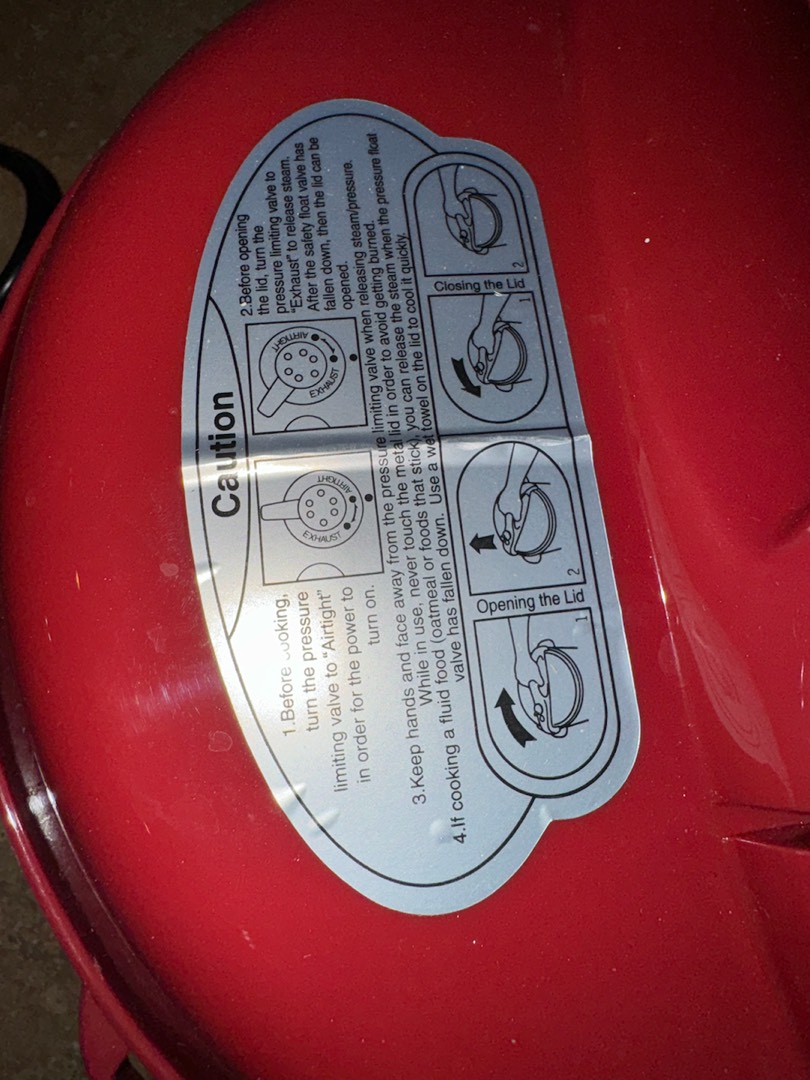 Caution
1.Before cooking,
turn the pressure
limiting valve to "Airtight"
in order for the power to
turn on.
EXHAUST
AIRTIGHT
2.Before opening
the lid, turn the
pressure limiting valve to
"Exhaust" to release steam.
After the safety float valve has
fallen down, then the lid can be
opened.
EXHAUST
AIRTIGHT
3.Keep hands and face away from the pressure limiting valve when releasing steam/pressure.
While in use, never touch the metal lid in order to avoid getting burned.
4.If cooking a fluid food (oatmeal or foods that stick), you can release the steam when the pressure float
valve has fallen down. Use a wet towel on the lid to cool it quickly.
1
Opening the Lid
2
1
Closing the Lid
2